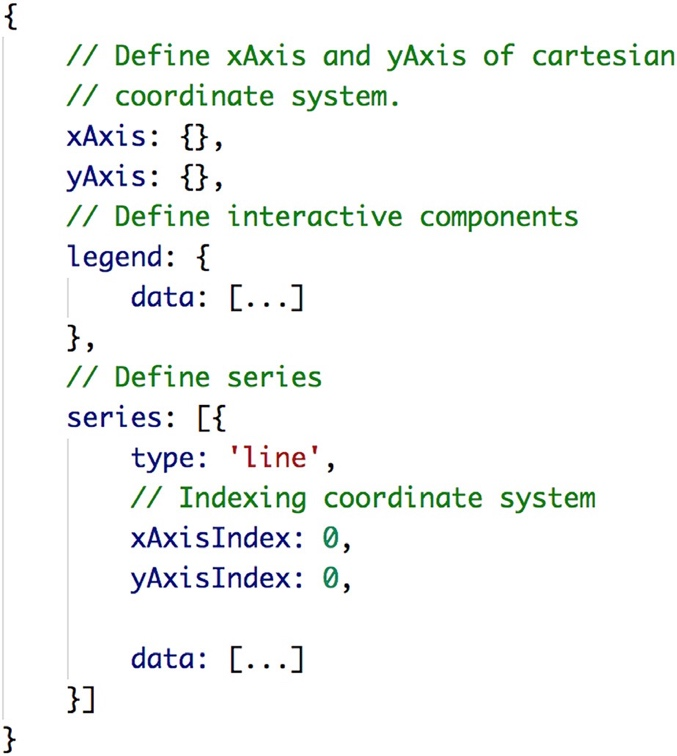 {
    // Define xAxis and yAxis of cartesian
    // coordinate system.
    xAxis: {},
    yAxis: {},
    // Define interactive components
    legend: {
        data: [...]
    },
    // Define series
    series: [{
        type: 'line',
        // Indexing coordinate system
        xAxisIndex: 0,
        yAxisIndex: 0,

        data: [...]
    }]
}